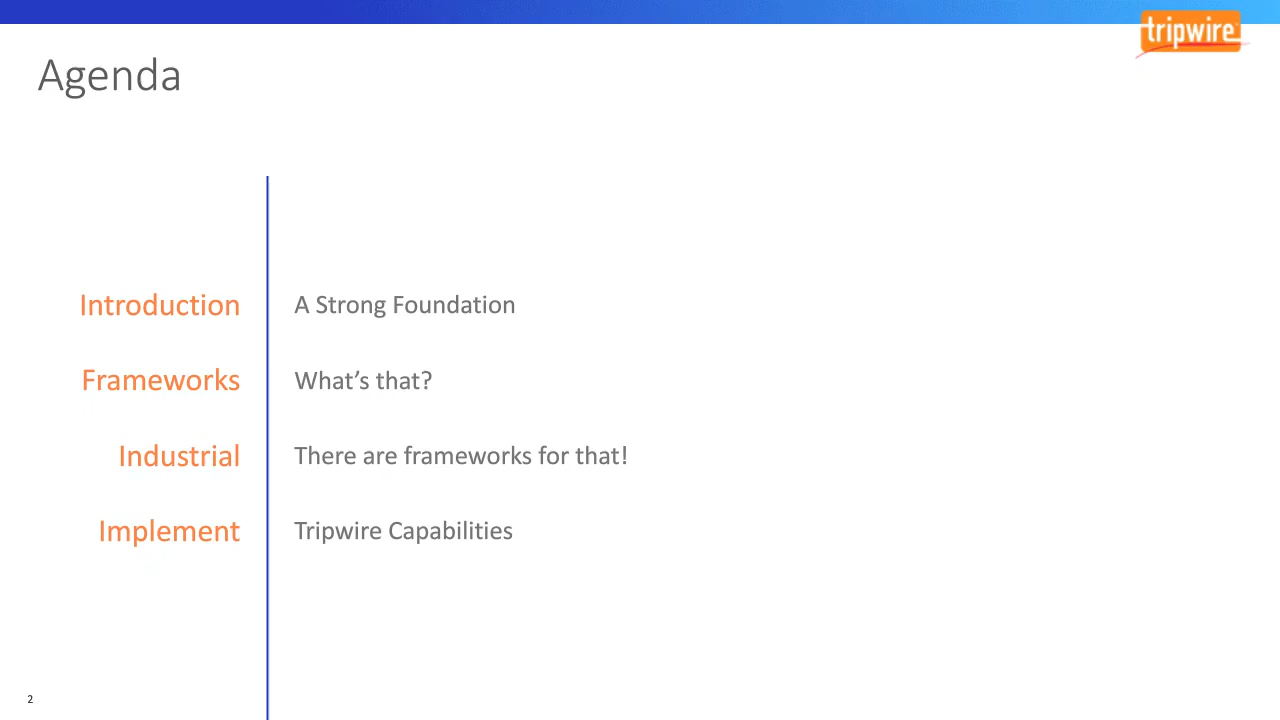 tripwire
Agenda
Introduction
A Strong Foundation
Frameworks
What’s that?
Industrial
There are frameworks for that!
Implement
Tripwire Capabilities
2